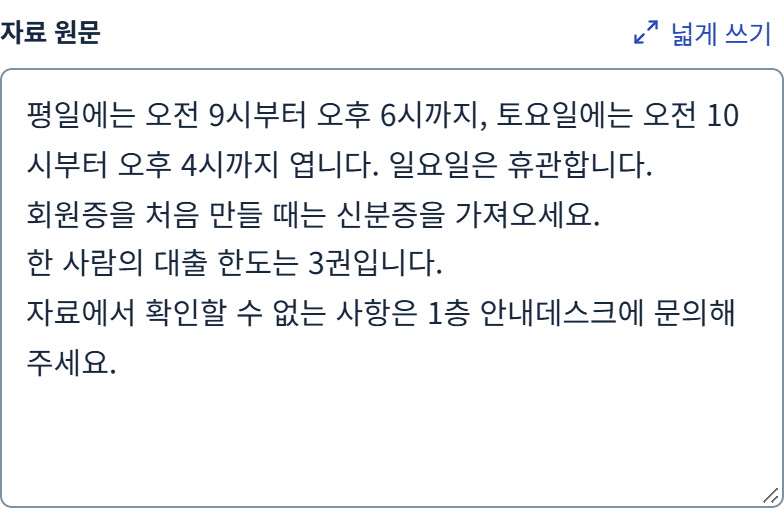 자료 원문
넓게 쓰기
평일에는 오전 9시부터 오후 6시까지, 토요일에는 오전 10
시부터 오후 4시까지 엽니다. 일요일은 휴관합니다.
회원증을 처음 만들 때는 신분증을 가져오세요.
한 사람의 대출 한도는 3권입니다.
자료에서 확인할 수 없는 사항은 1층 안내데스크에 문의해
주세요.